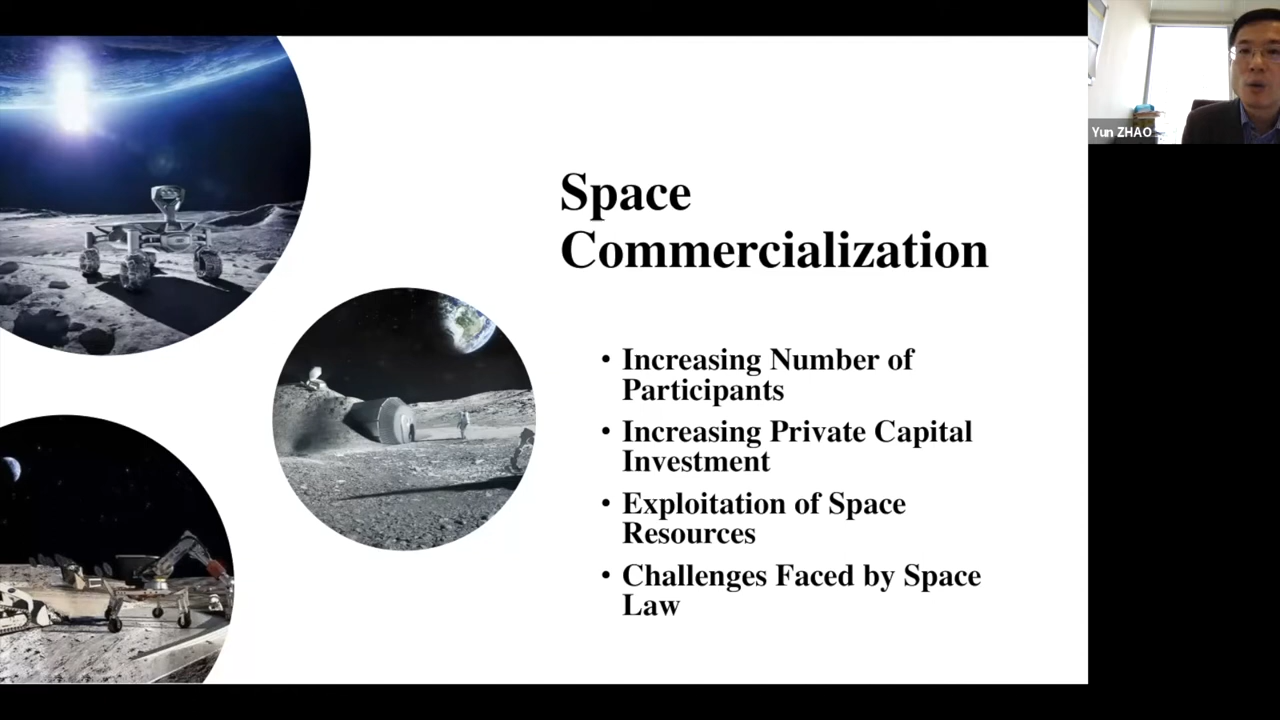 Space
Commercialization
• Increasing Number of
Participants
• Increasing Private Capital
Investment
• Exploitation of Space
Resources
• Challenges Faced by Space
Law
Yun ZHAO